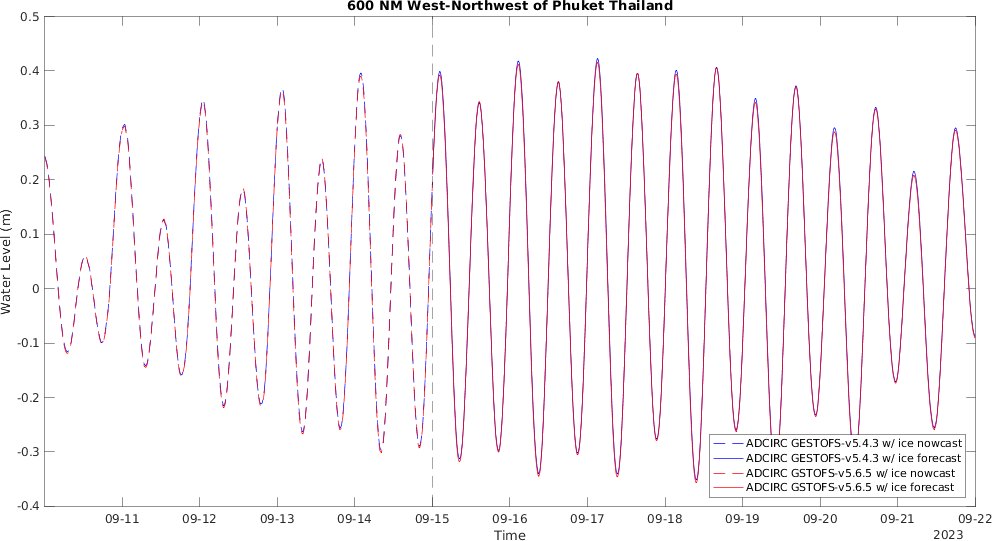 600 NM West-Northwest of Phuket Thailand
0.5
0.4
0.3
0.2
0.1
0
-0.1
-0.2
-0.3
-0.4
Water Level (m)
ADCIRC GESTOFS-v5.4.3 w/ ice nowcast
ADCIRC GESTOFS-v5.4.3 w/ ice forecast
ADCIRC GSTOFS-v5.6.5 w/ ice nowcast
ADCIRC GSTOFS-v5.6.5 w/ ice forecast
09-11 09-12 09-13 09-14 09-15 09-16 09-17 09-18 09-19 09-20 09-21 09-22
Time
2023